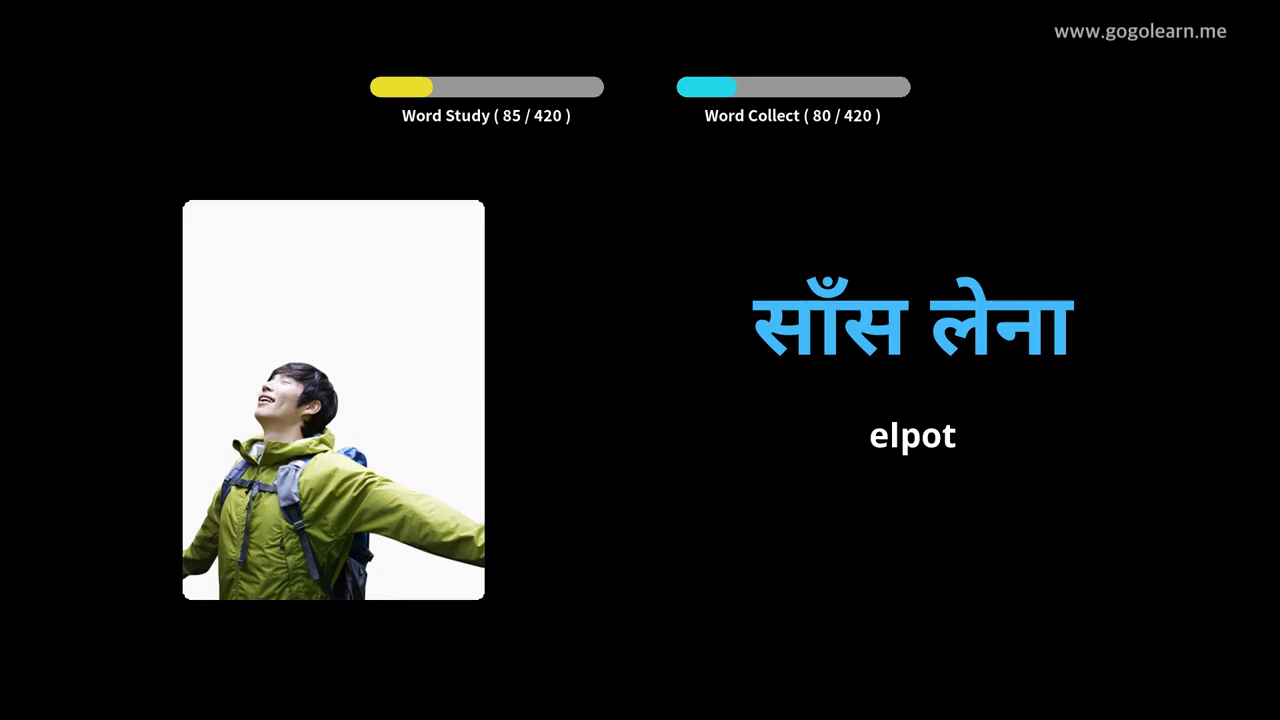 www.gogolearn.me
Word Study ( 85 / 420 )
Word Collect ( 80 / 420 )
साँस लेना
elpot